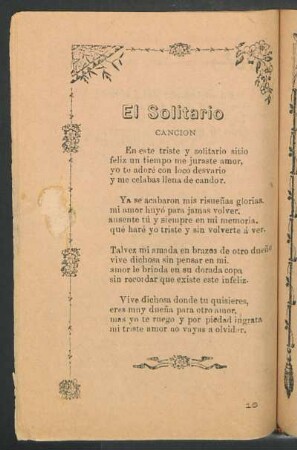 El Solitario
CANCION
En este triste y solitario sitio
feliz un tiempo me juraste amor,
yo te adoré con loco desvario
y me celabas llena de candor.
Ya se acabaron mis risueñas glorias,
mi amor huyó para jamas volver,
ausente tú y siempre en mi memoria,
qué haré yo triste y sin volverte á ver.
Talvez mi amada en brazos de otro dueño
vive dichosa sin pensar en mi,
amor le brinda en su dorada copa
sin recordar que existe este infeliz.
Vive dichosa donde tu quisieres,
eres muy dueña para otro amor,
mas yo te ruego y por piedad ingrata
mi triste amor no vayas a olvidar.
16